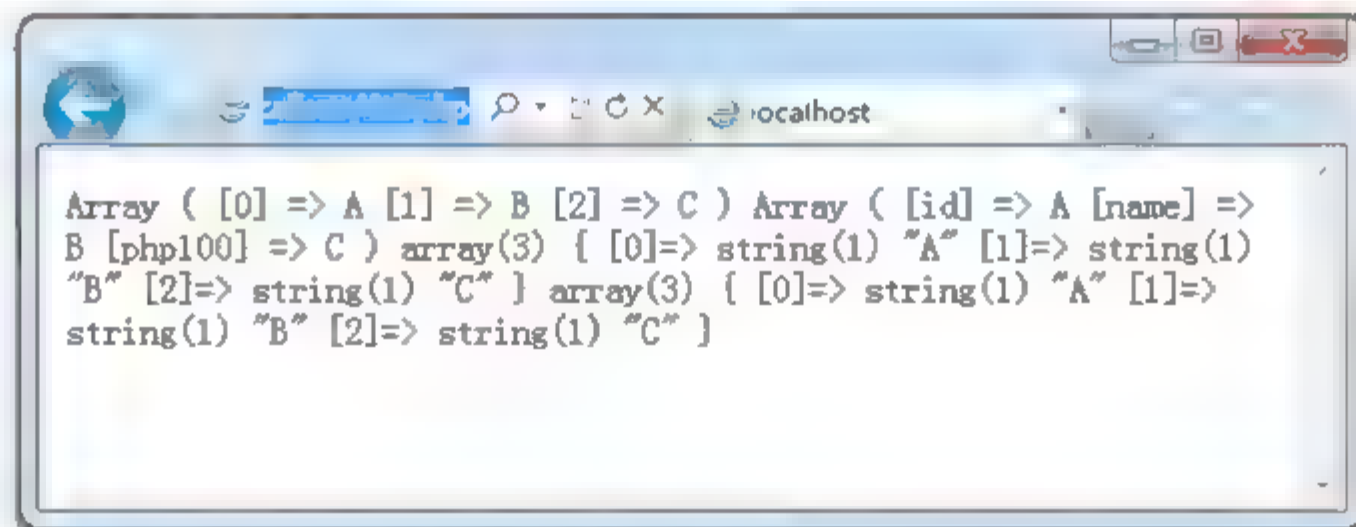 ocalhost
Array ( [0] => A [1] => B [2] => C ) Array ( [id] => A [name] =>
B [php100] => C ) array(3) { [0]=> string(1) "A" [1]=> string(1)
"B" [2]=> string(1) "C" } array(3) { [0]=> string(1) "A" [1]=>
string(1) "B" [2]=> string(1) "C" }